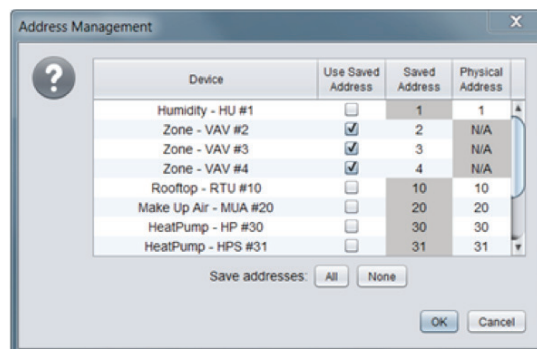 Address Management
X
Device Use Saved Address Saved Address Physical Address
Humidity - HU #1 1 1
Zone - VAV #2 2 N/A
Zone - VAV #3 3 N/A
Zone - VAV #4 4 N/A
Rooftop - RTU #10 10 10
Make Up Air - MUA #20 20 20
HeatPump - HP #30 30 30
HeatPump - HPS #31 31 31
Save addresses: All None
OK Cancel